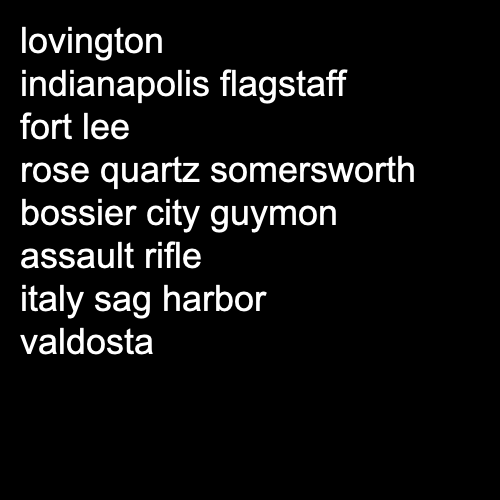 lovington
indianapolis flagstaff
fort lee
rose quartz somersworth
bossier city guymon
assault rifle
italy sag harbor
valdosta